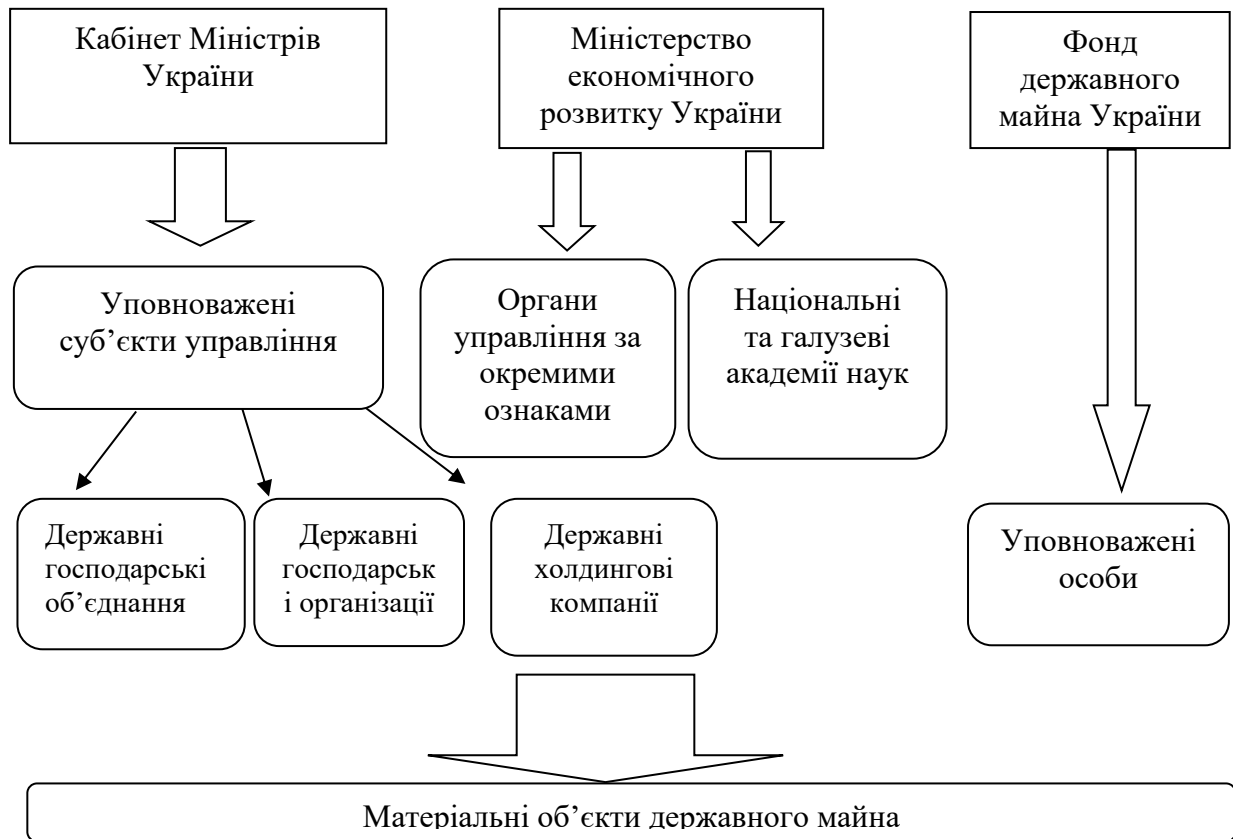 Кабінет Міністрів
України
Міністерство
економічного
розвитку України
Фонд
державного
майна України
Уповноважені
суб’єкти управління
Органи
управління за
окремими
ознаками
Національні
та галузеві
академії наук
Державні
господарські
об’єднання
Державні
господарськ
і організації
Державні
холдингові
компанії
Уповноважені
особи
Матеріальні об’єкти державного майна